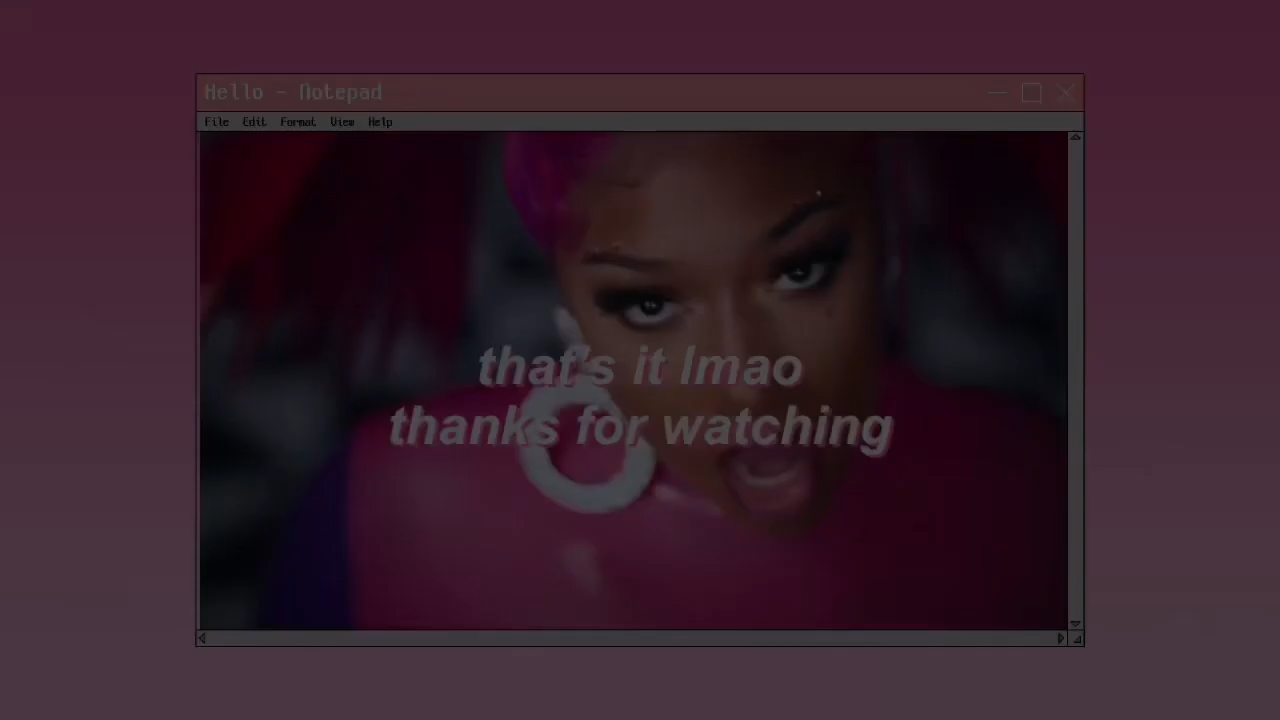 Hello - Notepad
File Edit Format View Help
that's it lmao
thanks for watching